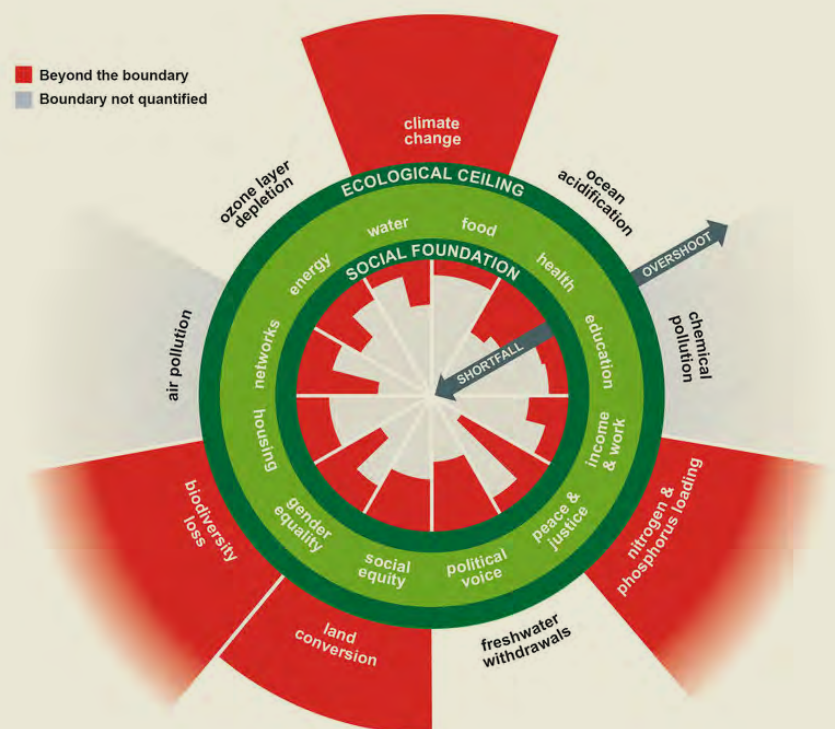 Beyond the boundary
Boundary not quantified
climate
change
ozone layer
depletion
ocean
acidification
ECOLOGICAL CEILING
OVERSHOOT
water
food
energy
health
SOCIAL FOUNDATION
SHORTFALL
networks
education
air pollution
chemical
pollution
housing
income
& work
gender
equality
peace &
justice
social
equity
political
voice
biodiversity
loss
nitrogen &
phosphorus loading
land
conversion
freshwater
withdrawals